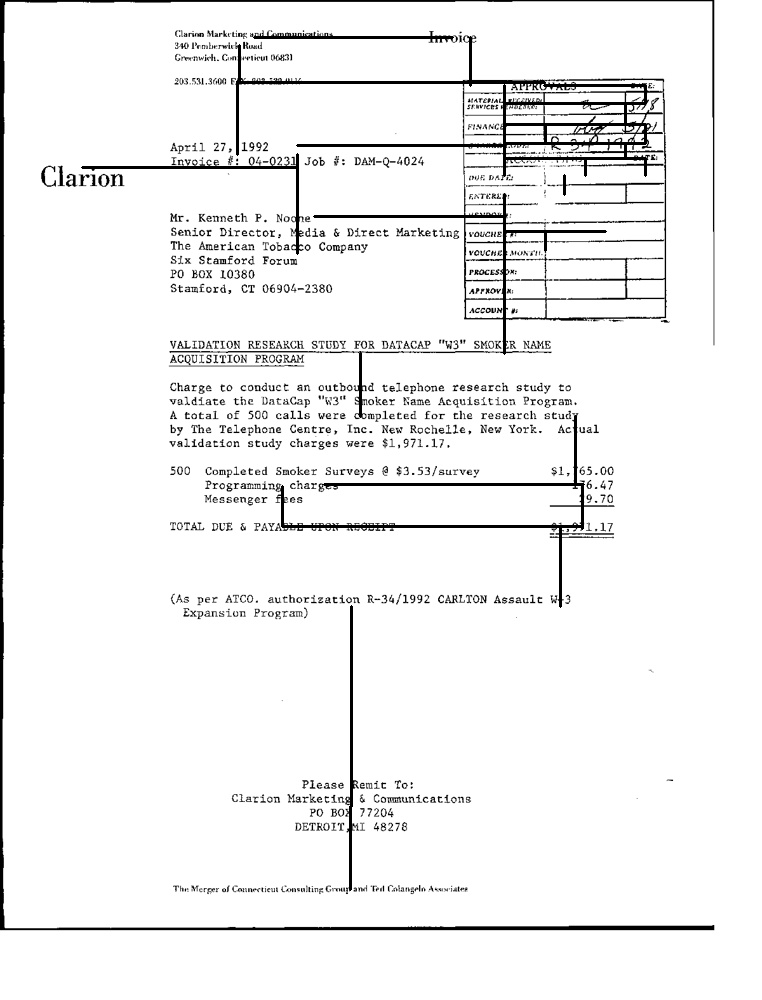 Clarion Marketing and Communications
Invoice
340 Pemberwick Road
Greenwich, Connecticut 06831
203.531.3600
APPROVALS DATE:
MATERIAL RECEIVED:
SERVICES RENDERED:
FINANCE
R 34 1992
DATE:
DUE DATE:
ENTERED:
VENDOR #:
VOUCHER #:
VOUCHER MONTH:
PROCESSOR:
APPROVER:
ACCOUNT #:
April 27, 1992
Invoice #: 04-0231 Job #: DAM-Q-4024
Clarion
Mr. Kenneth P. Noone
Senior Director, Media & Direct Marketing
The American Tobacco Company
Six Stamford Forum
PO BOX 10380
Stamford, CT 06904-2380
VALIDATION RESEARCH STUDY FOR DATACAP "W3" SMOKER NAME
ACQUISITION PROGRAM
Charge to conduct an outbound telephone research study to
valdiate the DataCap "W3" Smoker Name Acquisition Program.
A total of 500 calls were completed for the research study
by The Telephone Centre, Inc. New Rochelle, New York. Actual
validation study charges were $1,971.17.
500 Completed Smoker Surveys @ $3.53/survey $1,765.00
Programming charges 176.47
Messenger fees 29.70
TOTAL DUE & PAYABLE UPON RECEIPT $1,971.17
(As per ATCO. authorization R-34/1992 CARLTON Assault W-3
Expansion Program)
Please Remit To:
Clarion Marketing & Communications
PO BOX 77204
DETROIT, MI 48278
The Merger of Connecticut Consulting Group and Ted Colangelo Associates